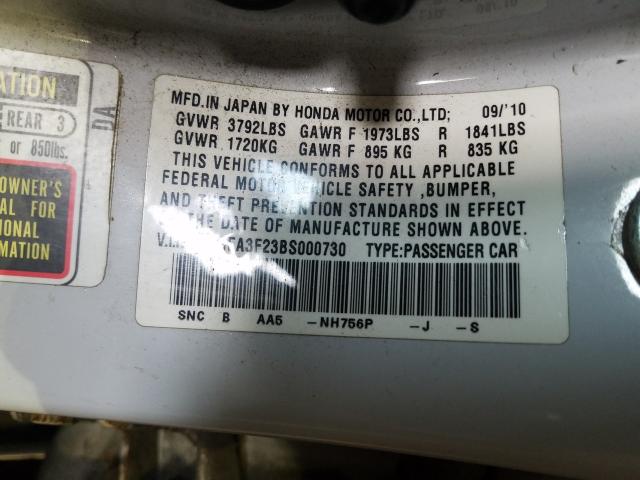 09/'10
ATION
REAR 3
or 850lbs.
OWNER'S
AL FOR
IONAL
TION
DA
MFD.IN JAPAN BY HONDA MOTOR CO.,LTD; 09/'10
GVWR 3792LBS GAWR F 1973LBS R 1841LBS
GVWR 1720KG GAWR F 895 KG R 835 KG
THIS VEHICLE CONFORMS TO ALL APPLICABLE
FEDERAL MOTOR VEHICLE SAFETY ,BUMPER,
AND THEFT PREVENTION STANDARDS IN EFFECT
THE DATE OF MANUFACTURE SHOWN ABOVE.
A3F23BS000730 TYPE:PASSENGER CAR
SNC B AA5 -NH756P -J -S